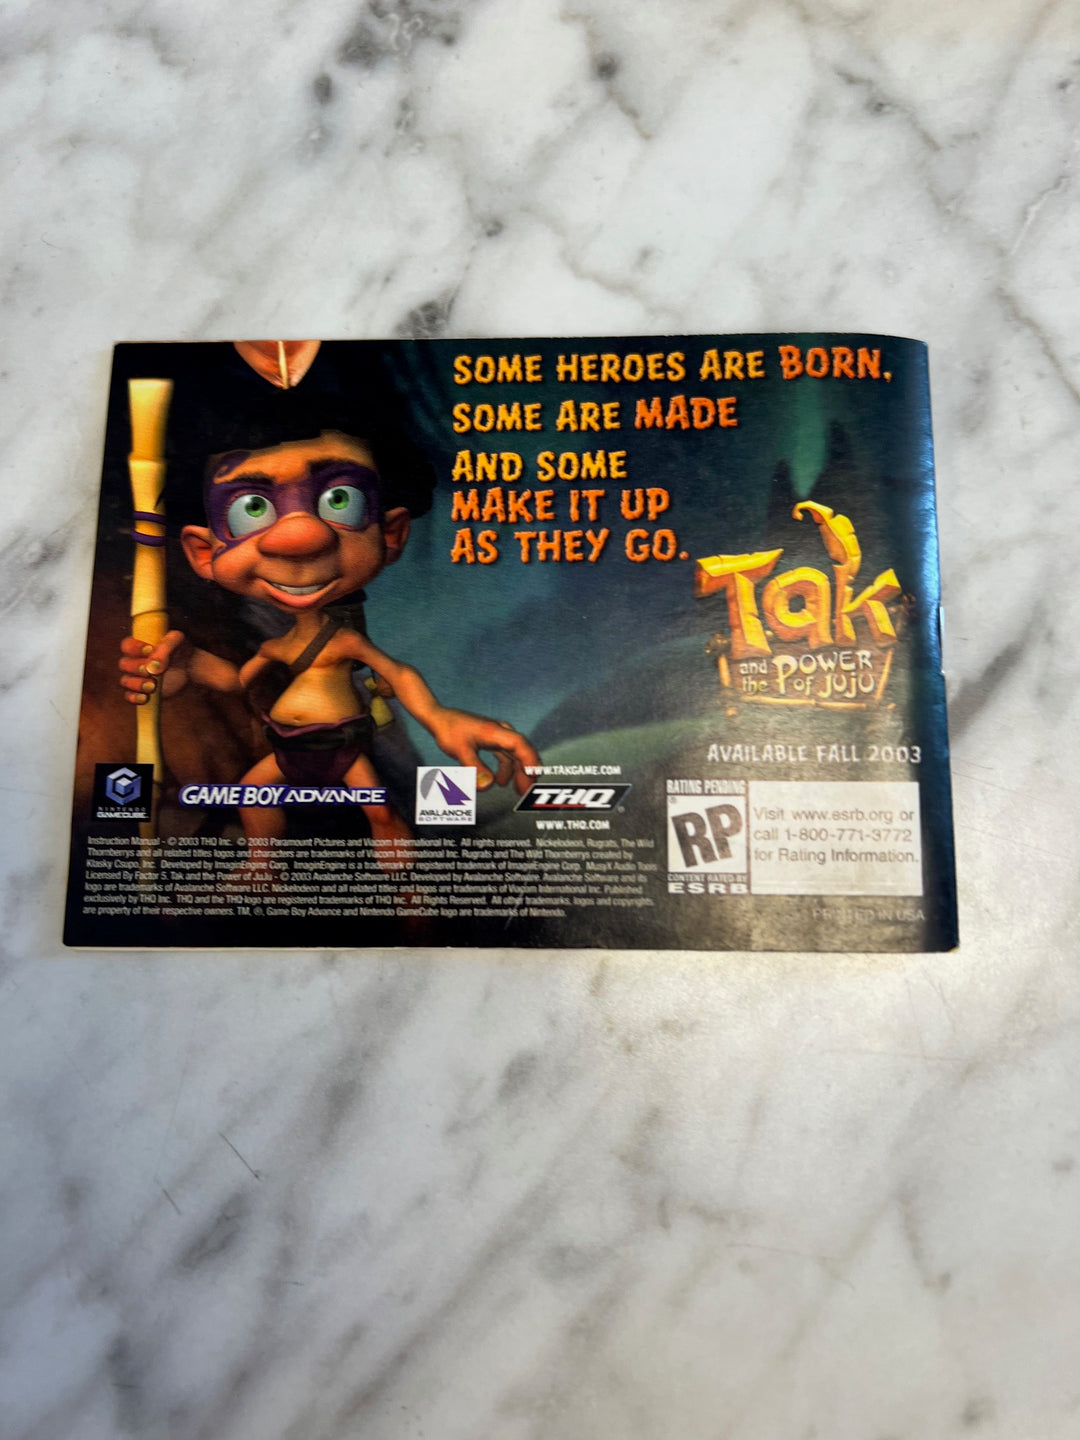 SOME HEROES ARE BORN,
SOME ARE MADE
AND SOME
MAKE IT UP
AS THEY GO.
Tak
and the POWER of JUJU
AVAILABLE FALL 2003
NINTENDO
GAMECUBE
GAME BOY ADVANCE
AVALANCHE
SOFTWARE
WWW.TAKGAME.COM
THQ
WWW.THQ.COM
RATING PENDING
RP
CONTENT RATED BY
ESRB
Visit www.esrb.org or
call 1-800-771-3772
for Rating Information.
Instruction Manual - © 2003 THQ Inc. © 2003 Paramount Pictures and Viacom International Inc. All rights reserved. Nickelodeon, Rugrats, The Wild
Thornberrys and all related titles logos and characters are trademarks of Viacom International Inc. Rugrats and The Wild Thornberrys created by
Klasky Csupo, Inc. Developed by ImaginEngine Corp. ImaginEngine is a trademark or registered trademark of ImaginEngine Corp. MusyX Audio Tools
Licensed By Factor 5. Tak and the Power of JuJu - © 2003 Avalanche Software LLC. Developed by Avalanche Software. Avalanche Software and its
logo are trademarks of Avalanche Software LLC. Nickelodeon and all related titles and logos are trademarks of Viacom International Inc. Published
exclusively by THQ Inc. THQ and the THQ logo are registered trademarks of THQ Inc. All Rights Reserved. All other trademarks, logos and copyrights
are property of their respective owners. TM, ®, Game Boy Advance and Nintendo GameCube logo are trademarks of Nintendo.
PRINTED IN USA